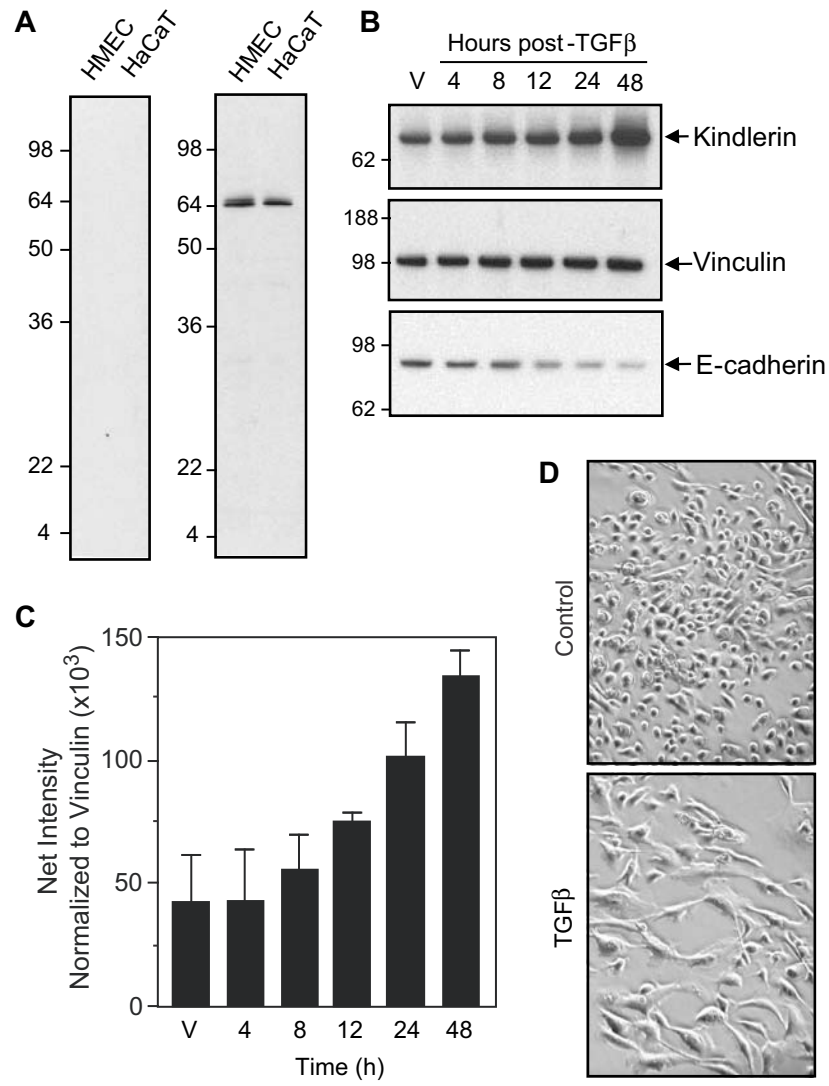 A
HMEC
HaCaT
98
64
50
36
22
4
HMEC
HaCaT
98
64
50
36
22
4
B
Hours post-TGFβ
V 4 8 12 24 48
62
Kindlerin
188
98
Vinculin
98
62
E-cadherin
C
Net Intensity
Normalized to Vinculin (x10³)
150
100
50
0
V 4 8 12 24 48
Time (h)
D
Control
TGFβ